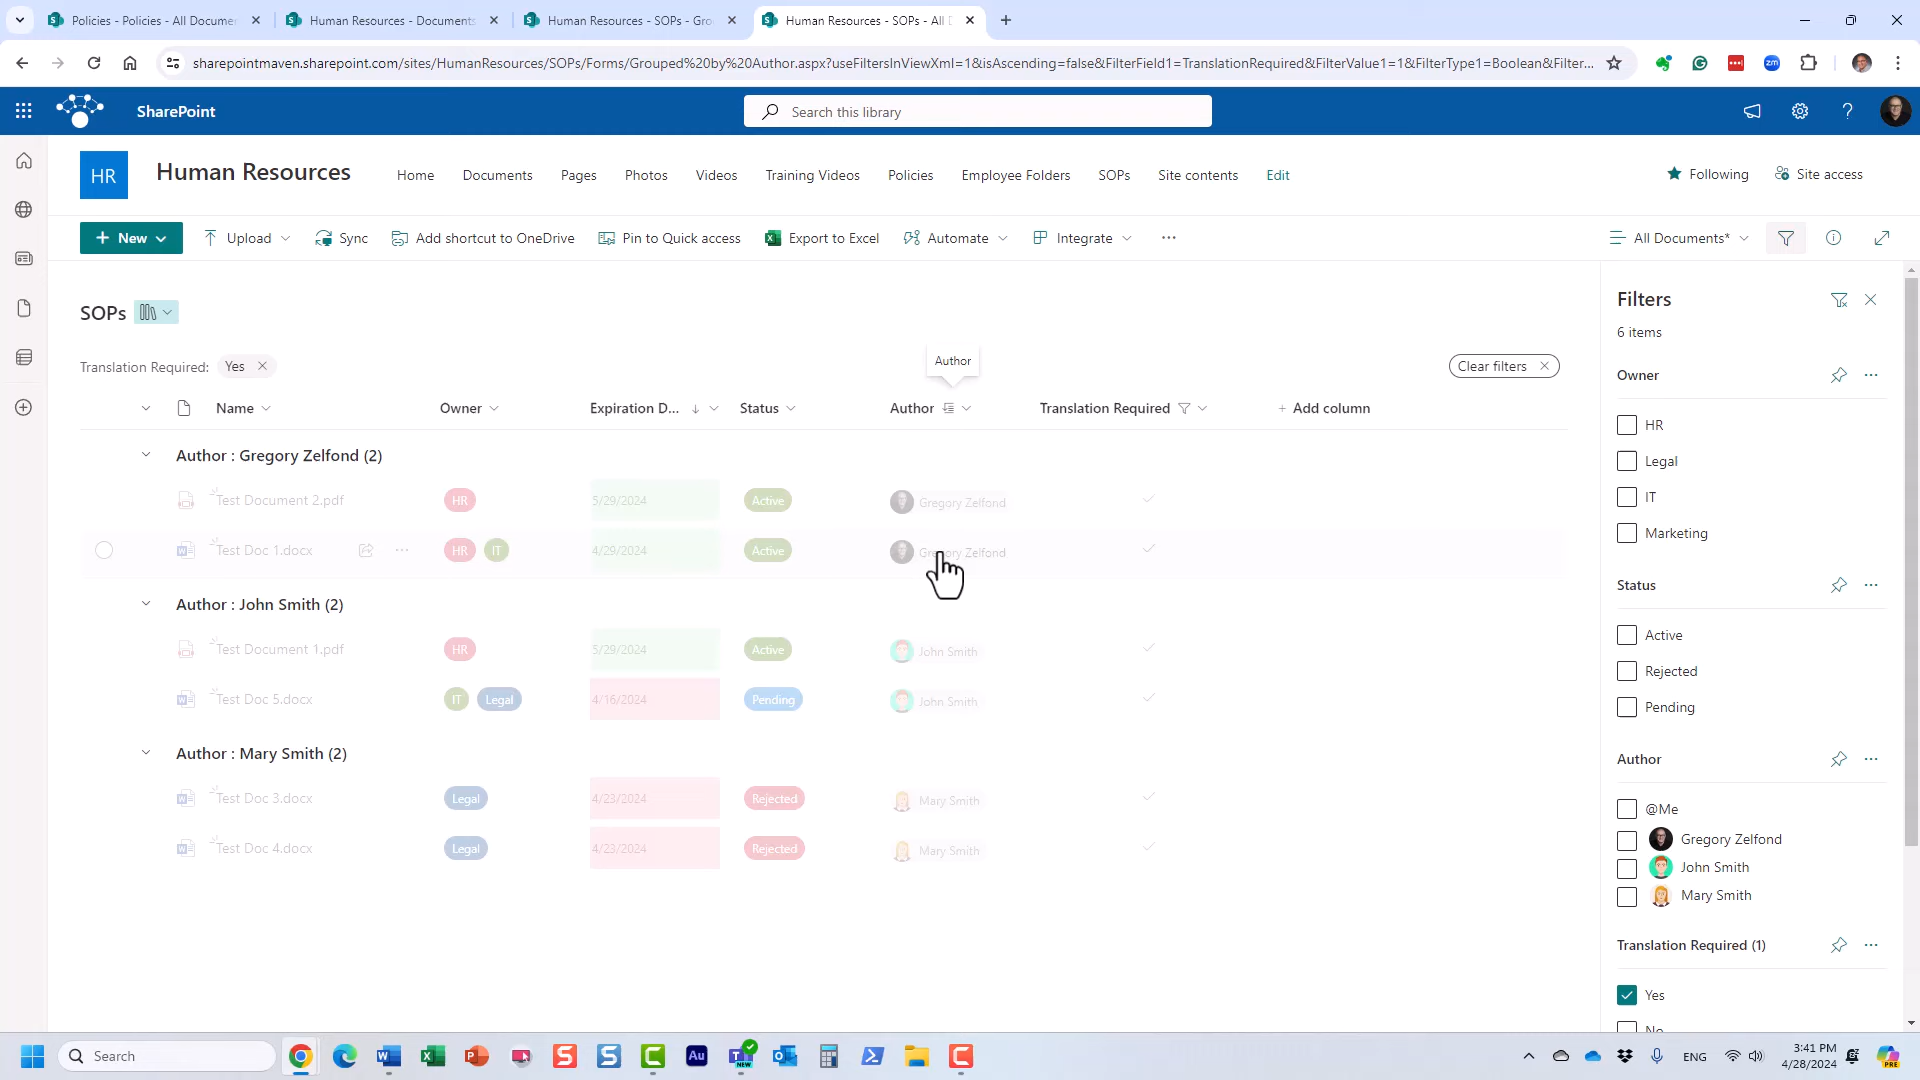 Policies - Policies - All Documen
Human Resources - Documents
Human Resources - SOPs - Gro
Human Resources - SOPs - All D
sharepointmaven.sharepoint.com/sites/HumanResources/SOPs/Forms/Grouped%20by%20Author.aspx?useFiltersInViewXml=1&isAscending=false&FilterField1=TranslationRequired&FilterValue1=1&FilterType1=Boolean&Filter...
SharePoint
Search this library
HR
Human Resources
Home
Documents
Pages
Photos
Videos
Training Videos
Policies
Employee Folders
SOPs
Site contents
Edit
Following
Site access
+ New
Upload
Sync
Add shortcut to OneDrive
Pin to Quick access
Export to Excel
Automate
Integrate
All Documents*
SOPs
Translation Required: Yes
Author
Clear filters
Name
Owner
Expiration D...
Status
Author
Translation Required
+ Add column
Author : Gregory Zelfond (2)
Test Document 2.pdf HR 5/29/2024 Active Gregory Zelfond
Test Doc 1.docx HR IT 4/29/2024 Active Gregory Zelfond
Author : John Smith (2)
Test Document 1.pdf HR 5/29/2024 Active John Smith
Test Doc 5.docx IT Legal 4/16/2024 Pending John Smith
Author : Mary Smith (2)
Test Doc 3.docx Legal 4/23/2024 Rejected Mary Smith
Test Doc 4.docx Legal 4/23/2024 Rejected Mary Smith
Filters
6 items
Owner
HR
Legal
IT
Marketing
Status
Active
Rejected
Pending
Author
@Me
Gregory Zelfond
John Smith
Mary Smith
Translation Required (1)
Yes
No
Search
ENG
3:41 PM
4/28/2024